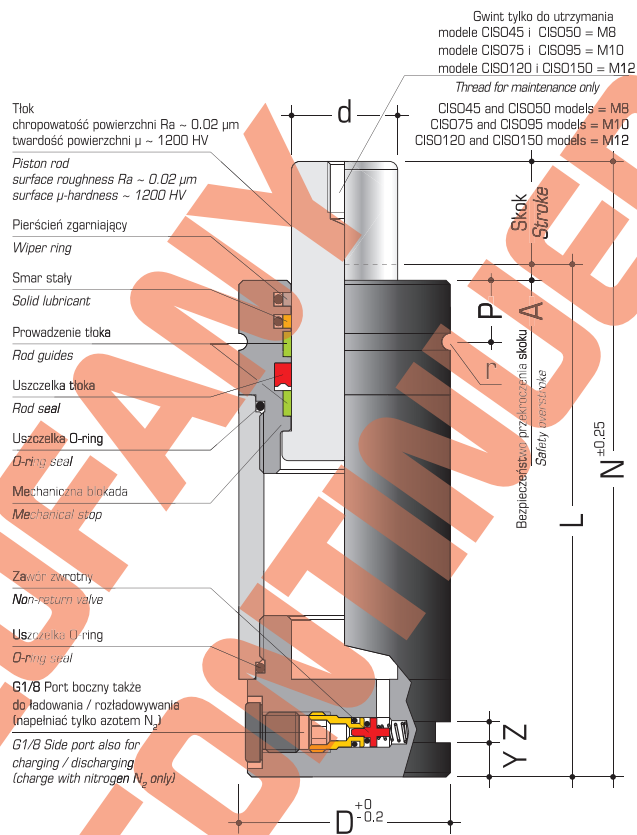 Gwint tylko do utrzymania
modele CISO45 i CISO50 = M8
modele CISO75 i CISO95 = M10
modele CISO120 i CISO150 = M12
Thread for maintenance only
CISO45 and CISO50 models = M8
CISO75 and CISO95 models = M10
CISO120 and CISO150 models = M12
Tłok
chropowatość powierzchni Ra ~ 0.02 µm
twardość powierzchni µ ~ 1200 HV
Piston rod
surface roughness Ra ~ 0.02 µm
surface µ-hardness ~ 1200 HV
Pierścień zgarniający
Wiper ring
Smar stały
Solid lubricant
Prowadzenie tłoka
Rod guides
Uszczelka tłoka
Rod seal
Uszczelka O-ring
O-ring seal
Mechaniczna blokada
Mechanical stop
Zawór zwrotny
Non-return valve
Uszczelka O-ring
O-ring seal
G1/8 Port boczny także
do ładowania / rozładowywania
(napełniać tylko azotem N2)
G1/8 Side port also for
charging / discharging
(charge with nitrogen N2 only)
d
Skok
Stroke
P
A
r
Bezpieczeństwo przekroczenia skoku
Safety overstroke
L
N ±0.25
Z
Y
D +0 -0.2